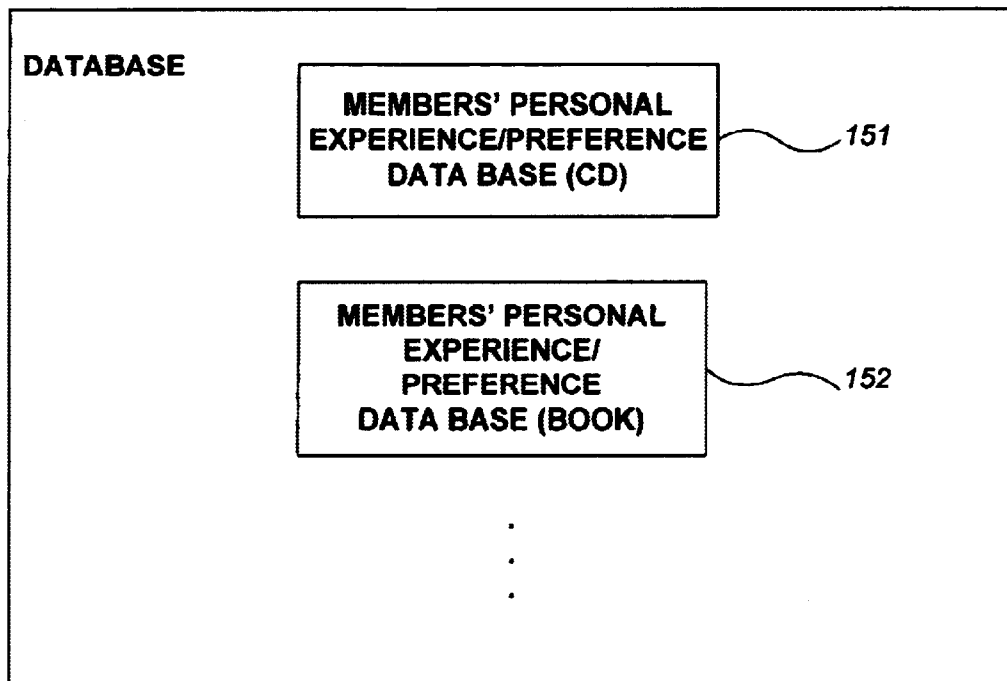 DATABASE
MEMBERS' PERSONAL
EXPERIENCE/PREFERENCE
DATA BASE (CD)
151
MEMBERS' PERSONAL
EXPERIENCE/
PREFERENCE
DATA BASE (BOOK)
152